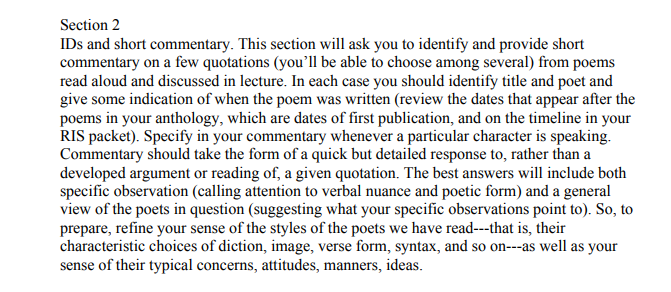 Section 2
IDs and short commentary. This section will ask you to identify and provide short
commentary on a few quotations (you’ll be able to choose among several) from poems
read aloud and discussed in lecture. In each case you should identify title and poet and
give some indication of when the poem was written (review the dates that appear after the
poems in your anthology, which are dates of first publication, and on the timeline in your
RIS packet). Specify in your commentary whenever a particular character is speaking.
Commentary should take the form of a quick but detailed response to, rather than a
developed argument or reading of, a given quotation. The best answers will include both
specific observation (calling attention to verbal nuance and poetic form) and a general
view of the poets in question (suggesting what your specific observations point to). So, to
prepare, refine your sense of the styles of the poets we have read---that is, their
characteristic choices of diction, image, verse form, syntax, and so on---as well as your
sense of their typical concerns, attitudes, manners, ideas.